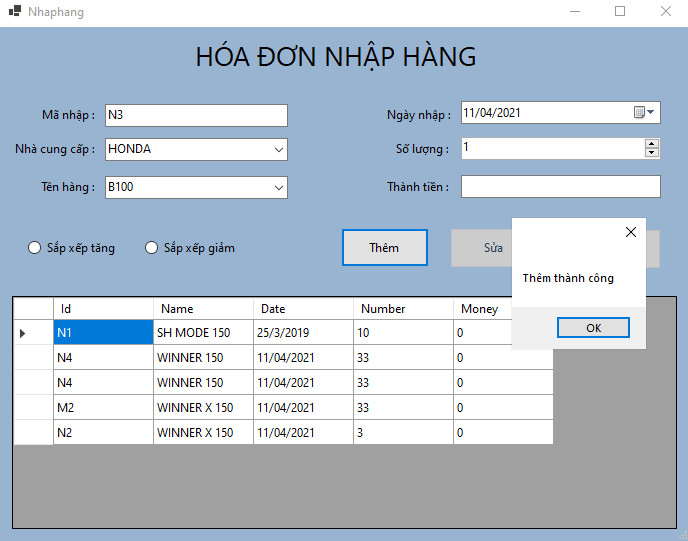 Nhaphang
HÓA ĐƠN NHẬP HÀNG
Mã nhập : N3
Ngày nhập : 11/04/2021
Nhà cung cấp : HONDA
Số lượng : 1
Tên hàng : B100
Thành tiền :
Sắp xếp tăng Sắp xếp giảm Thêm Sửa
Thêm thành công
OK
Id Name Date Number Money
N1 SH MODE 150 25/3/2019 10 0
N4 WINNER 150 11/04/2021 33 0
N4 WINNER 150 11/04/2021 33 0
M2 WINNER X 150 11/04/2021 33 0
N2 WINNER X 150 11/04/2021 3 0